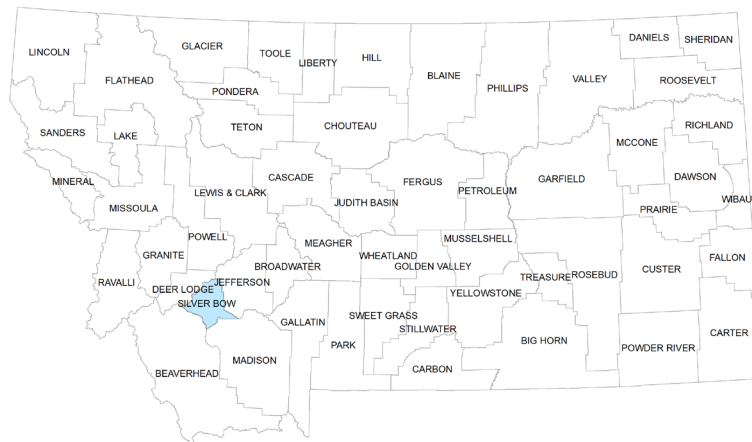 DANIELS
SHERIDAN
LINCOLN
GLACIER
TOOLE
LIBERTY
HILL
BLAINE
PHILLIPS
VALLEY
ROOSEVELT
FLATHEAD
PONDERA
TETON
CHOUTEAU
RICHLAND
SANDERS
LAKE
MCCONE
CASCADE
FERGUS
PETROLEUM
GARFIELD
DAWSON
MINERAL
LEWIS & CLARK
JUDITH BASIN
WIBAU
MISSOULA
PRAIRIE
POWELL
MEAGHER
MUSSELSHELL
GRANITE
WHEATLAND
RAVALLI
BROADWATER
GOLDEN VALLEY
TREASURE
ROSEBUD
CUSTER
FALLON
DEER LODGE
JEFFERSON
YELLOWSTONE
SILVER BOW
GALLATIN
SWEET GRASS
STILLWATER
CARTER
PARK
BIG HORN
POWDER RIVER
MADISON
BEAVERHEAD
CARBON